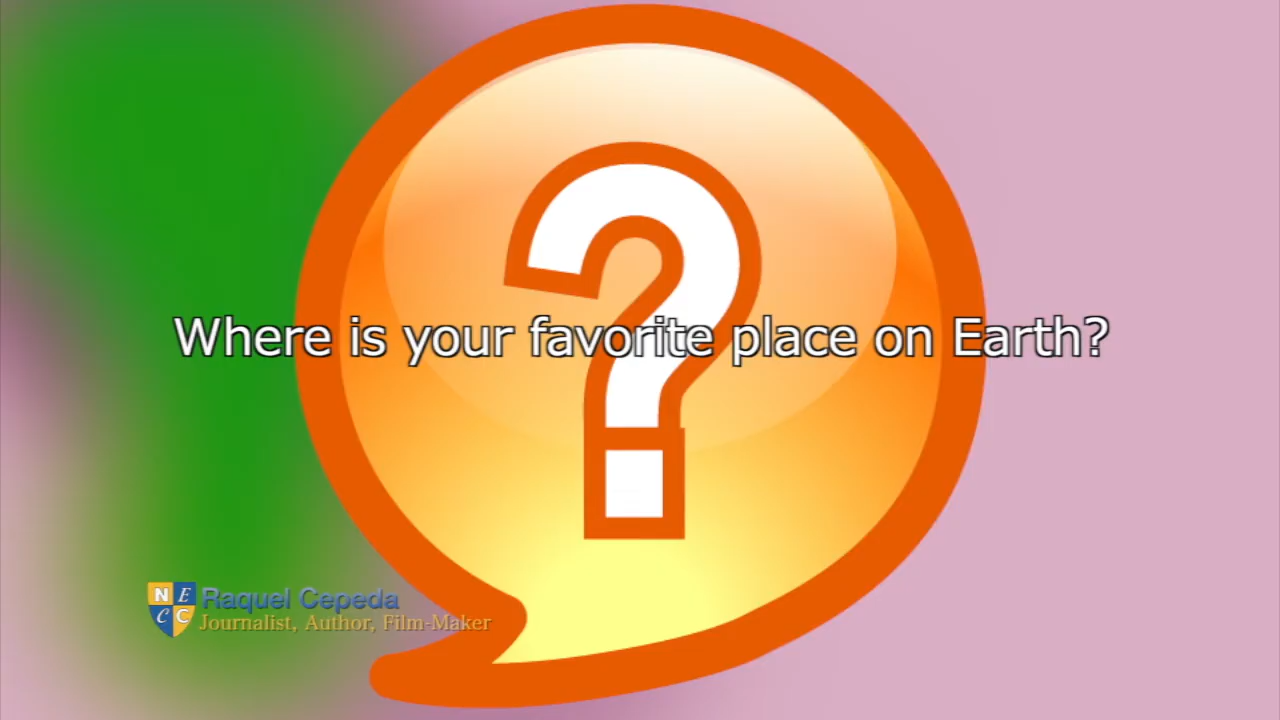 Where is your favorite place on Earth?
?
N E
C C
Raquel Cepeda
Journalist, Author, Film-Maker